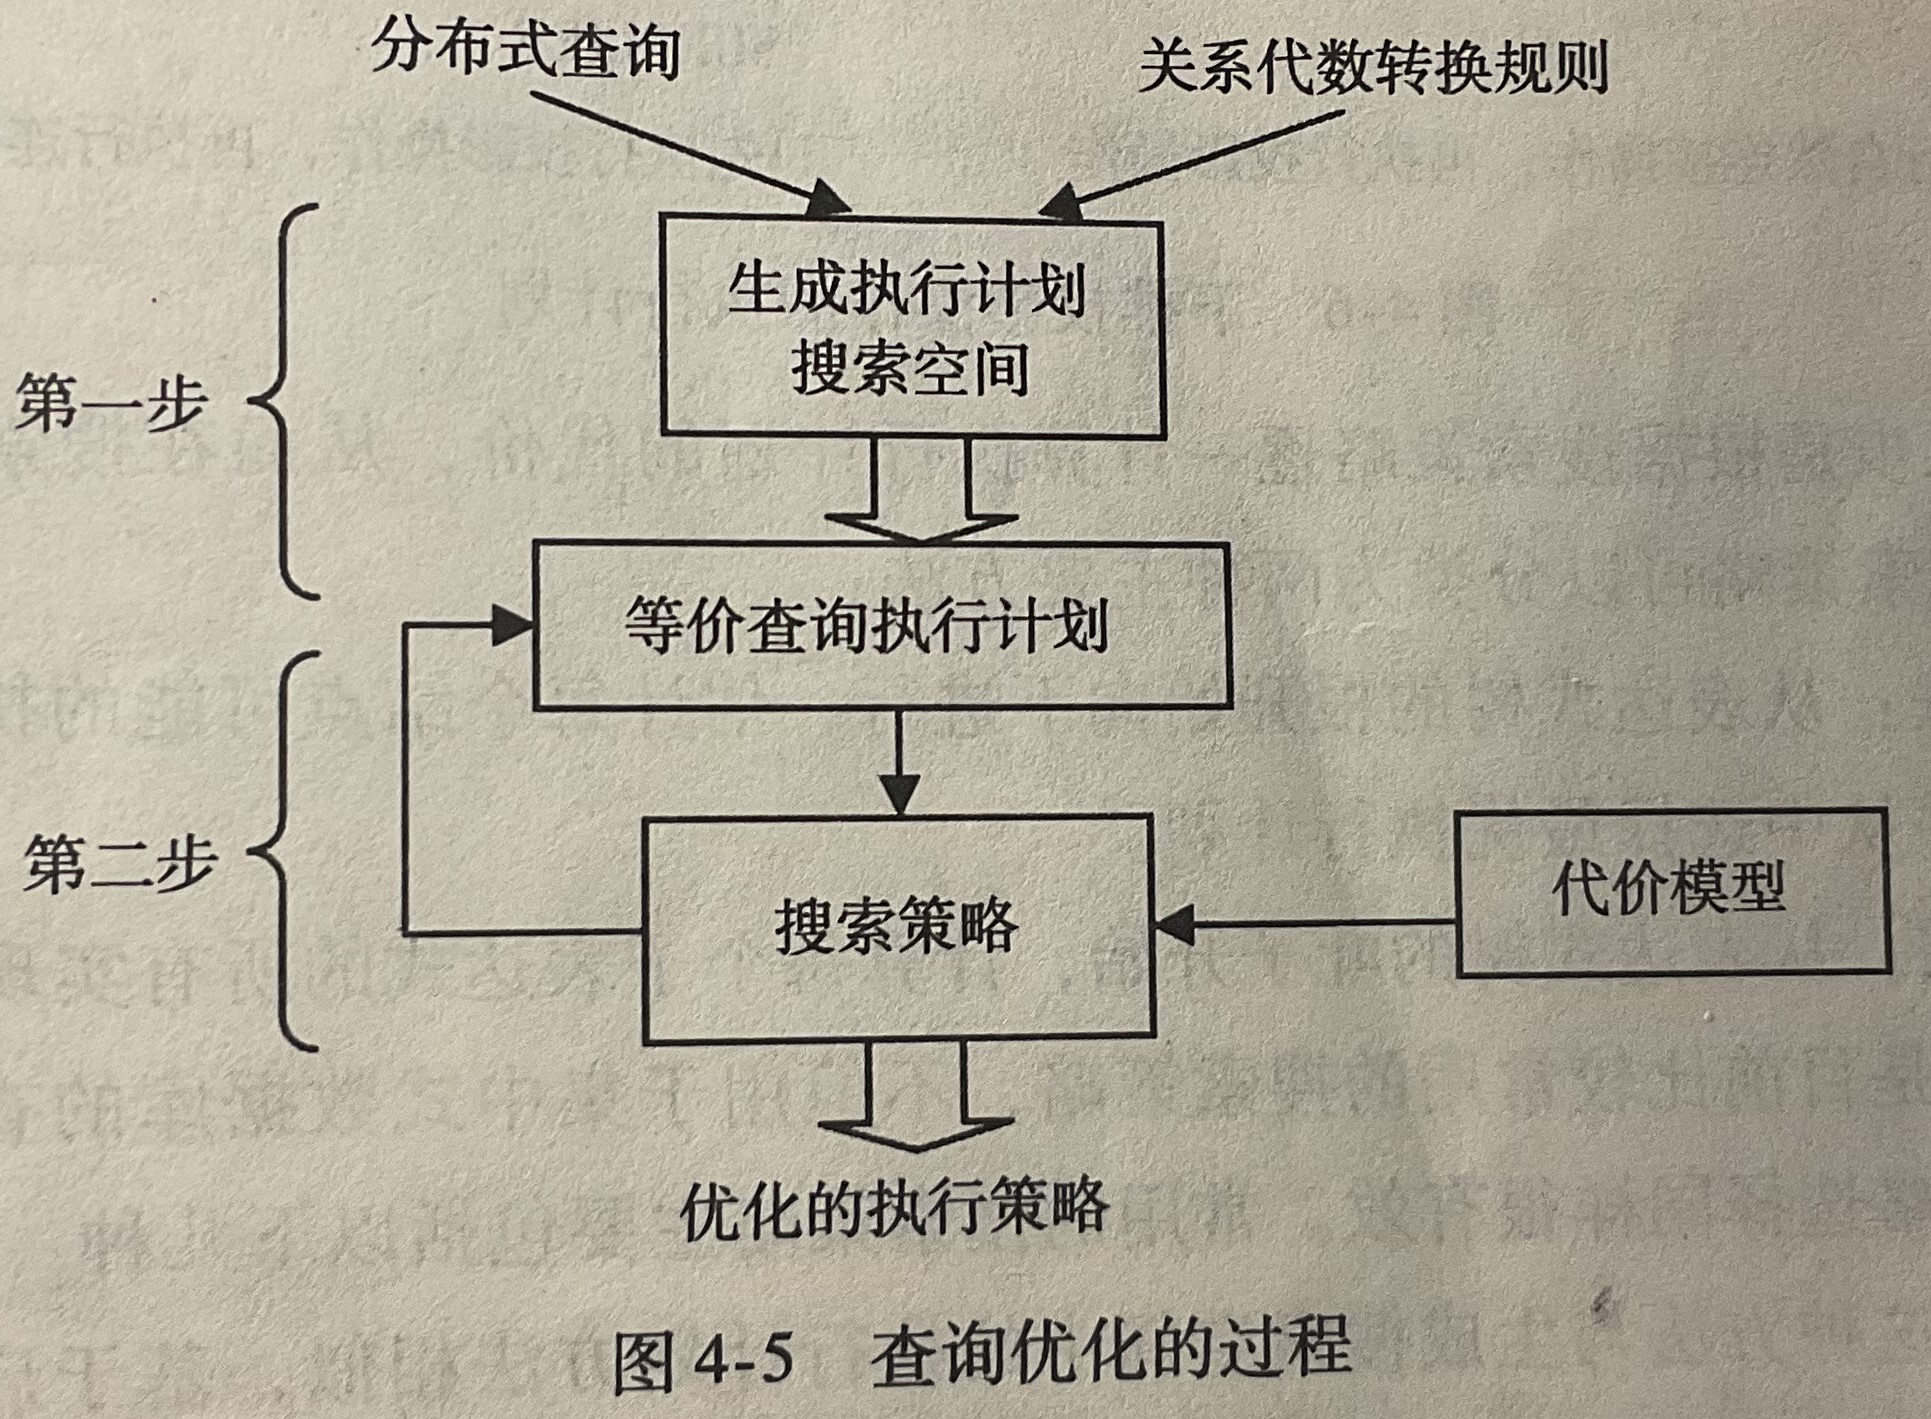 分布式查询
关系代数转换规则
生成执行计划
搜索空间
第一步
等价查询执行计划
第二步
搜索策略
代价模型
优化的执行策略
图 4-5 查询优化的过程